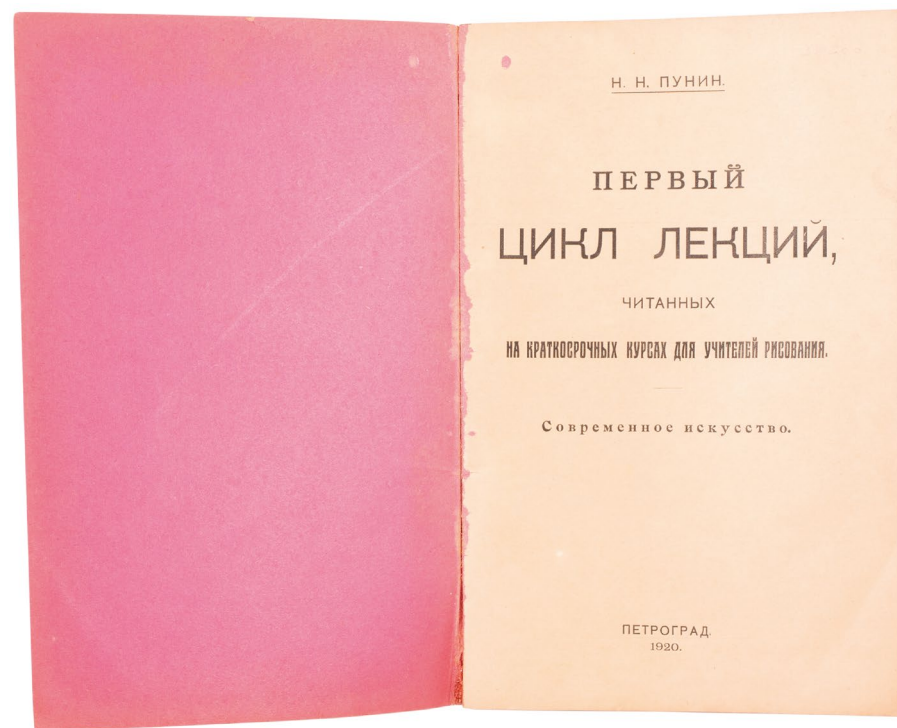 Н. Н. ПУНИН.
ПЕРВЫЙ
ЦИКЛ ЛЕКЦИЙ,
ЧИТАННЫХ
НА КРАТКОСРОЧНЫХ КУРСАХ ДЛЯ УЧИТЕЛЕЙ РИСОВАНИЯ.
Современное искусство.
ПЕТРОГРАД.
1920.